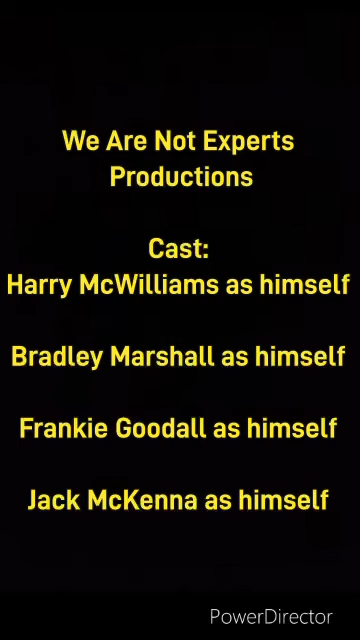 We Are Not Experts
Productions
Cast:
Harry McWilliams as himself
Bradley Marshall as himself
Frankie Goodall as himself
Jack McKenna as himself
PowerDirector